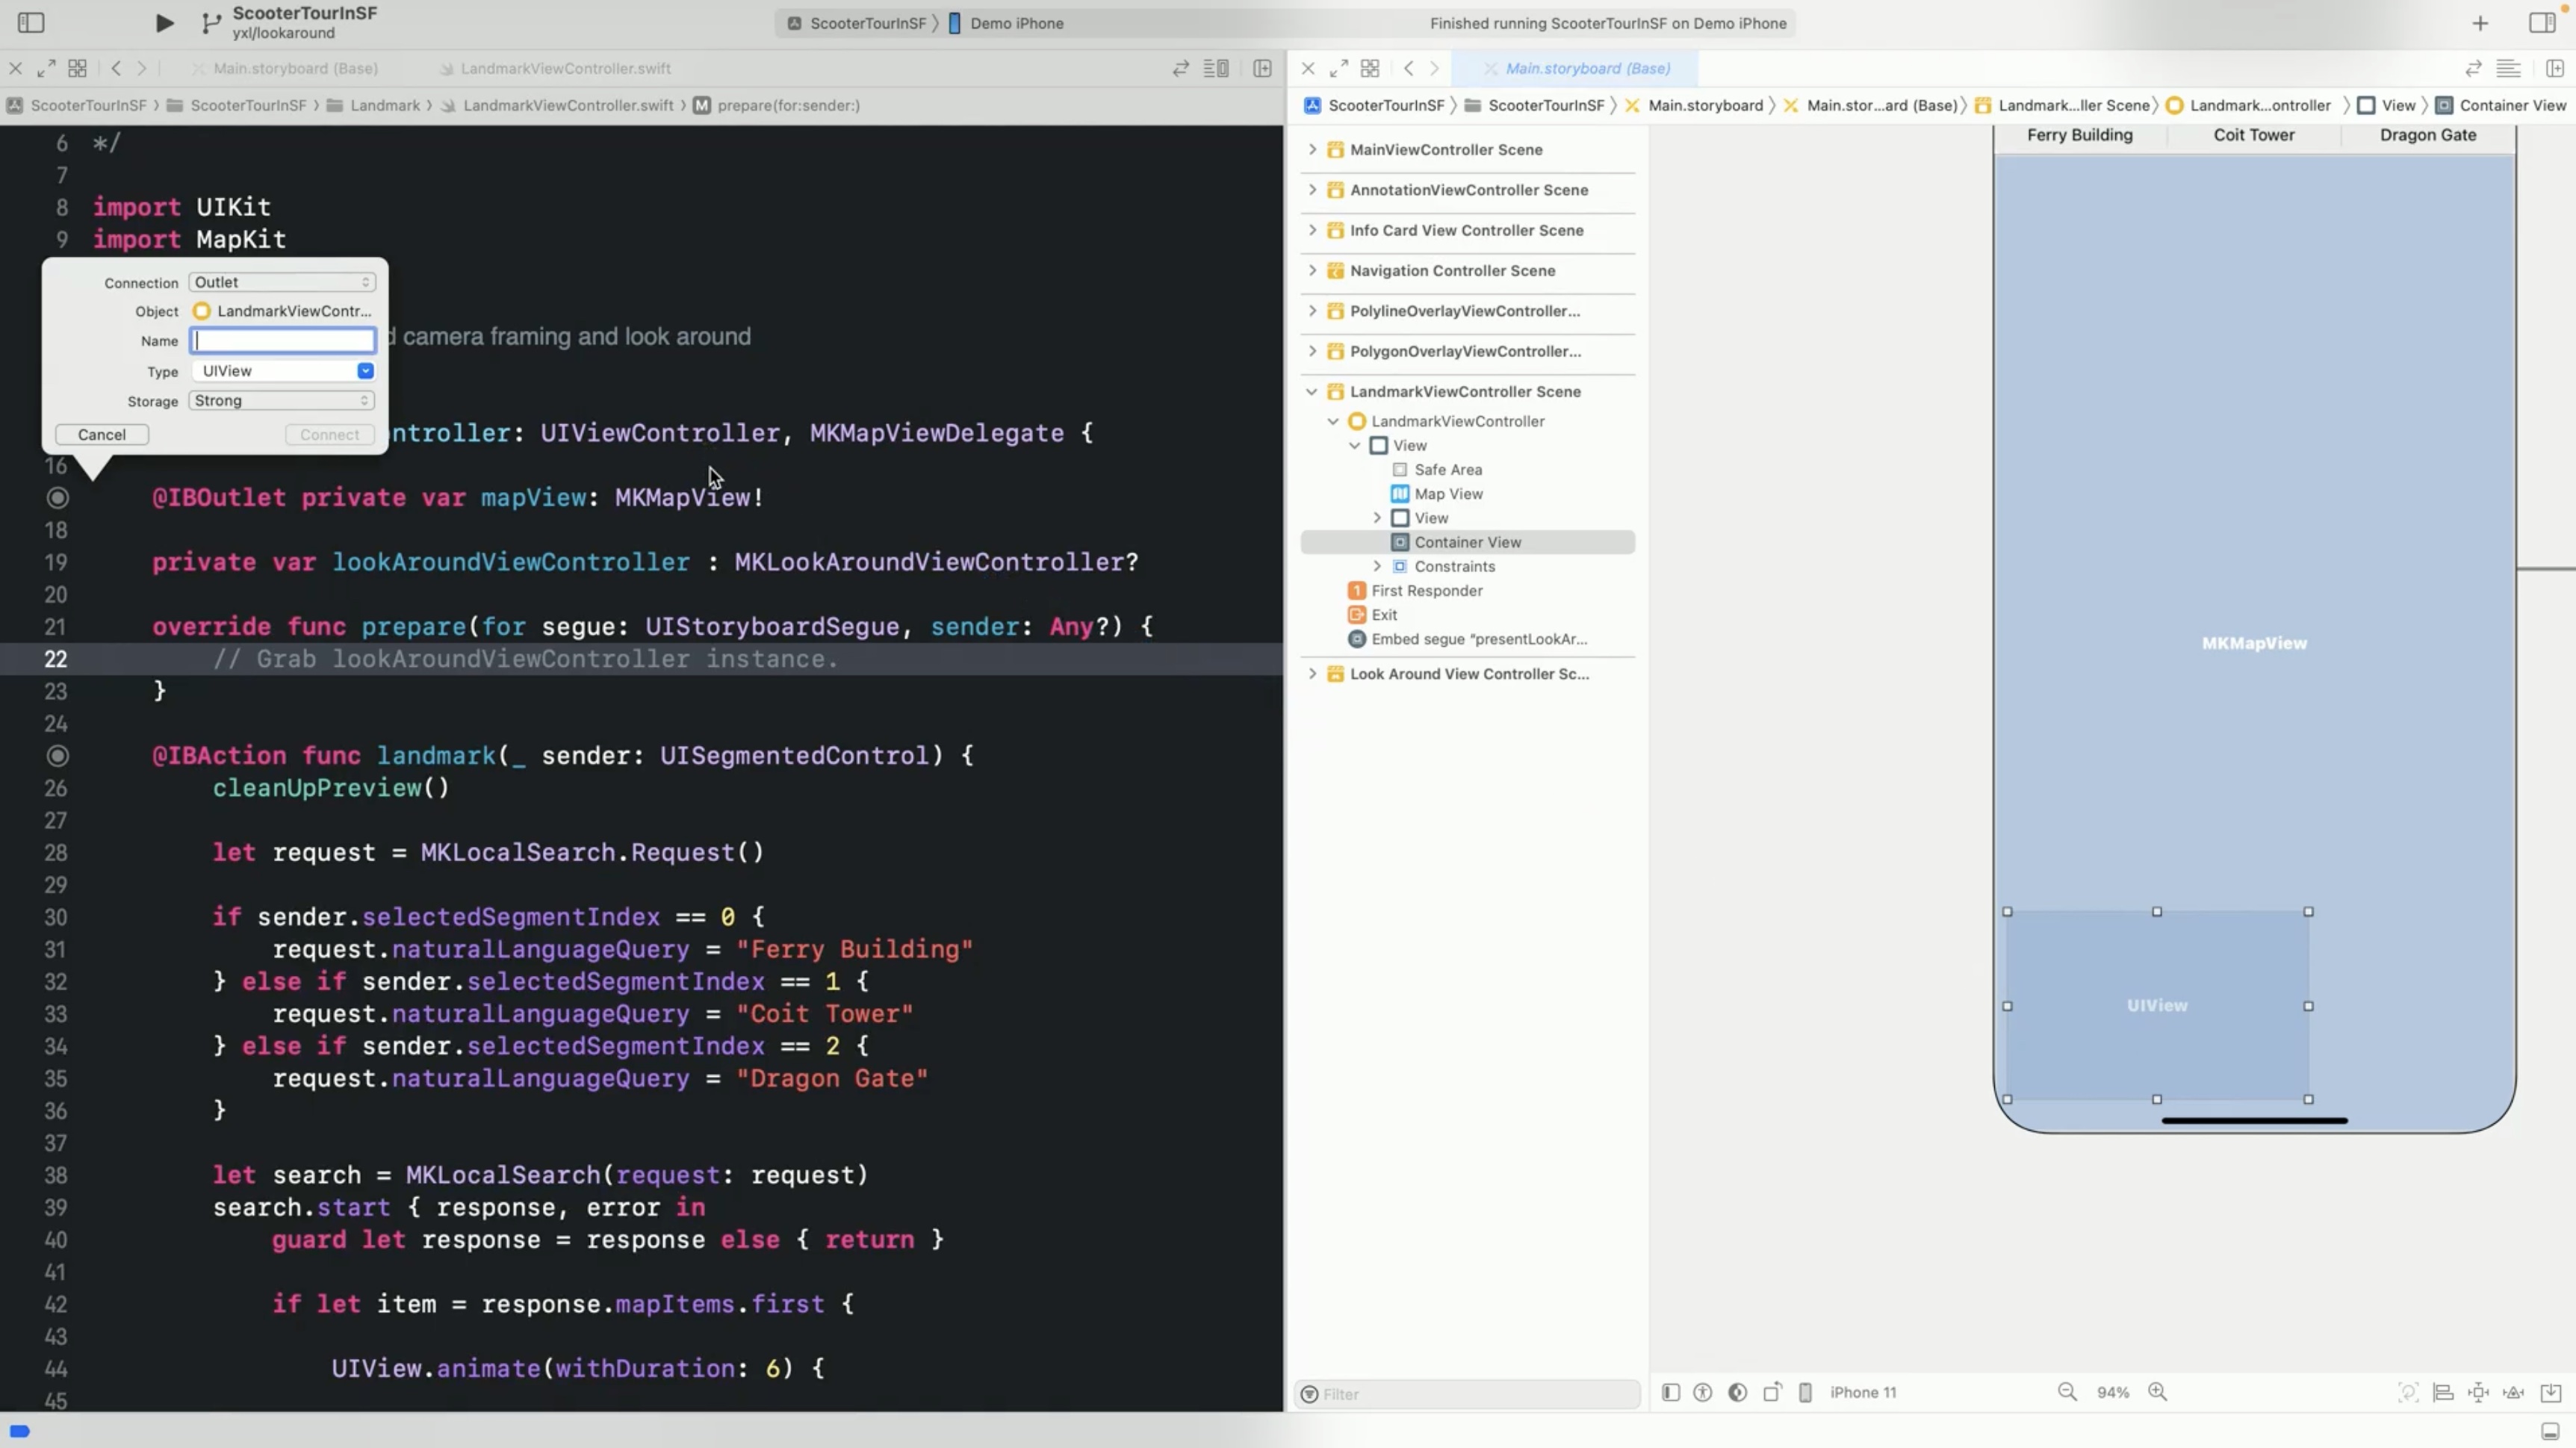 ScooterTourInSF
yxl/lookaround
ScooterTourInSF 〉 Demo iPhone
Finished running ScooterTourInSF on Demo iPhone
Main.storyboard (Base)
LandmarkViewController.swift
Main.storyboard (Base)
ScooterTourInSF 〉 ScooterTourInSF 〉 Landmark 〉 LandmarkViewController.swift 〉 M prepare(for:sender:)
ScooterTourInSF 〉 ScooterTourInSF 〉 Main.storyboard 〉 Main.stor...ard (Base) 〉 Landmark...ller Scene 〉 Landmark...ontroller 〉 View 〉 Container View
6 */
7
8 import UIKit
9 import MapKit
Connection Outlet
Object LandmarkViewContr...
Name
Type UIView
Storage Strong
Cancel Connect
d camera framing and look around
ntroller: UIViewController, MKMapViewDelegate {
16
@IBOutlet private var mapView: MKMapView!
18
19 private var lookAroundViewController : MKLookAroundViewController?
20
21 override func prepare(for segue: UIStoryboardSegue, sender: Any?) {
22 // Grab lookAroundViewController instance.
23 }
24
@IBAction func landmark(_ sender: UISegmentedControl) {
26 cleanUpPreview()
27
28 let request = MKLocalSearch.Request()
29
30 if sender.selectedSegmentIndex == 0 {
31 request.naturalLanguageQuery = "Ferry Building"
32 } else if sender.selectedSegmentIndex == 1 {
33 request.naturalLanguageQuery = "Coit Tower"
34 } else if sender.selectedSegmentIndex == 2 {
35 request.naturalLanguageQuery = "Dragon Gate"
36 }
37
38 let search = MKLocalSearch(request: request)
39 search.start { response, error in
40 guard let response = response else { return }
41
42 if let item = response.mapItems.first {
43
44 UIView.animate(withDuration: 6) {
45
MainViewController Scene
AnnotationViewController Scene
Info Card View Controller Scene
Navigation Controller Scene
PolylineOverlayViewController...
PolygonOverlayViewController...
LandmarkViewController Scene
LandmarkViewController
View
Safe Area
Map View
View
Container View
Constraints
1 First Responder
Exit
Embed segue "presentLookAr...
Look Around View Controller Sc...
Filter
Ferry Building
Coit Tower
Dragon Gate
MKMapView
UIView
iPhone 11
94%